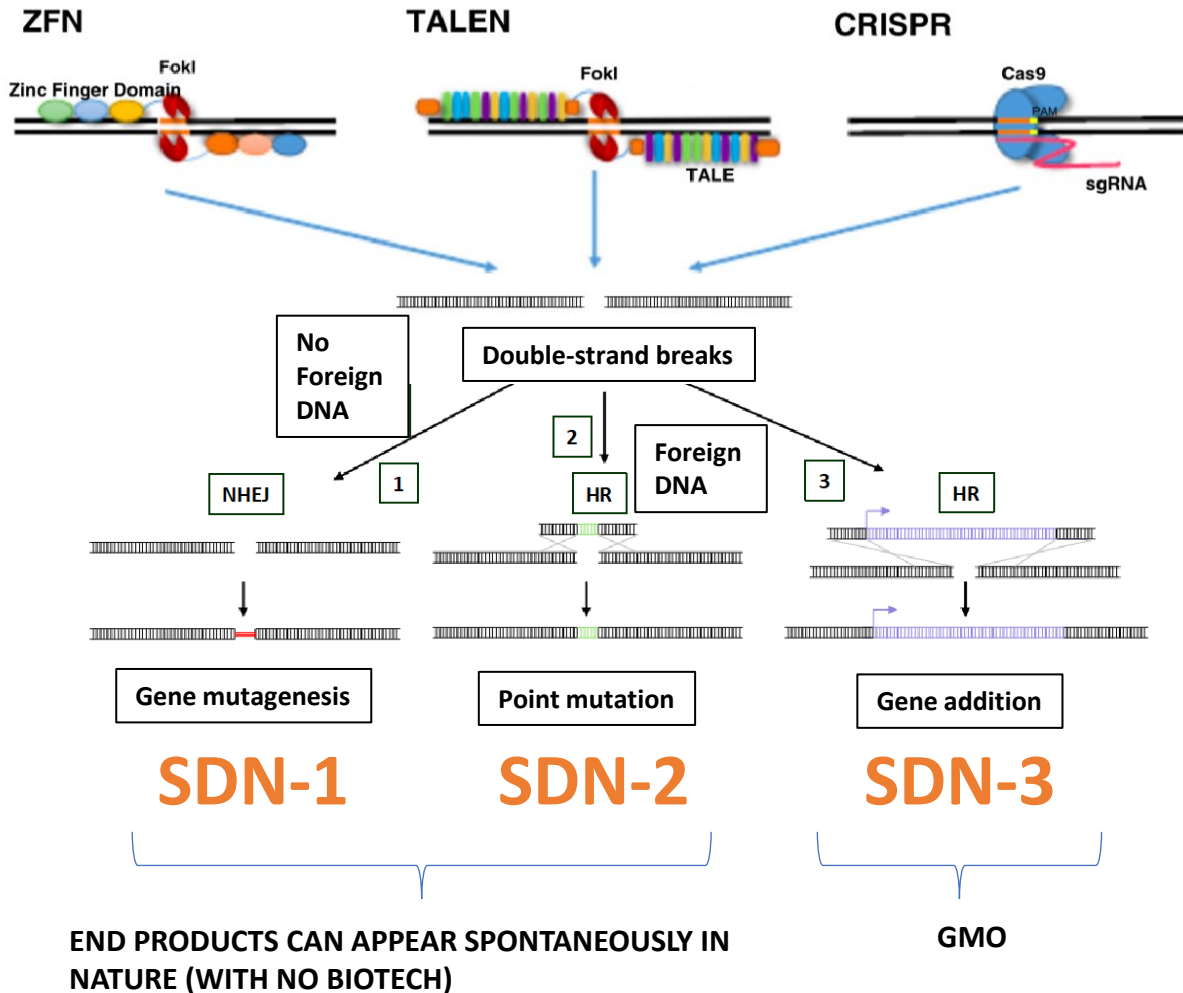 ZFN
TALEN
CRISPR
FokI
Zinc Finger Domain
FokI
Cas9
PAM
TALE
sgRNA
No
Foreign
DNA
Double-strand breaks
2
Foreign
DNA
1
3
NHEJ
HR
HR
Gene mutagenesis
Point mutation
Gene addition
SDN-1
SDN-2
SDN-3
END PRODUCTS CAN APPEAR SPONTANEOUSLY IN
NATURE (WITH NO BIOTECH)
GMO